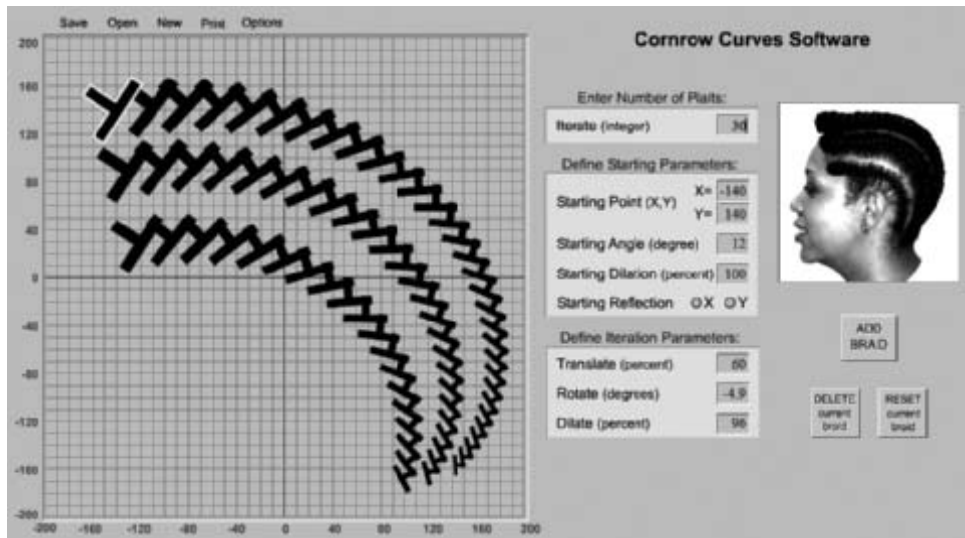 Save Open New Print Options
Cornrow Curves Software
200
160
120
80
40
0
-40
-80
-120
-160
-200
-200 -160 -120 -80 -40 0 40 80 120 160 200
Enter Number of Plaits:
Iterate (integer) 30
Define Starting Parameters:
Starting Point (X,Y) X= -140
Y= 140
Starting Angle (degree) 12
Starting Dilation (percent) 100
Starting Reflection X Y
Define Iteration Parameters:
Translate (percent) 60
Rotate (degrees) -4.9
Dilate (percent) 96
ADD
BRAID
DELETE
current
braid
RESET
current
braid